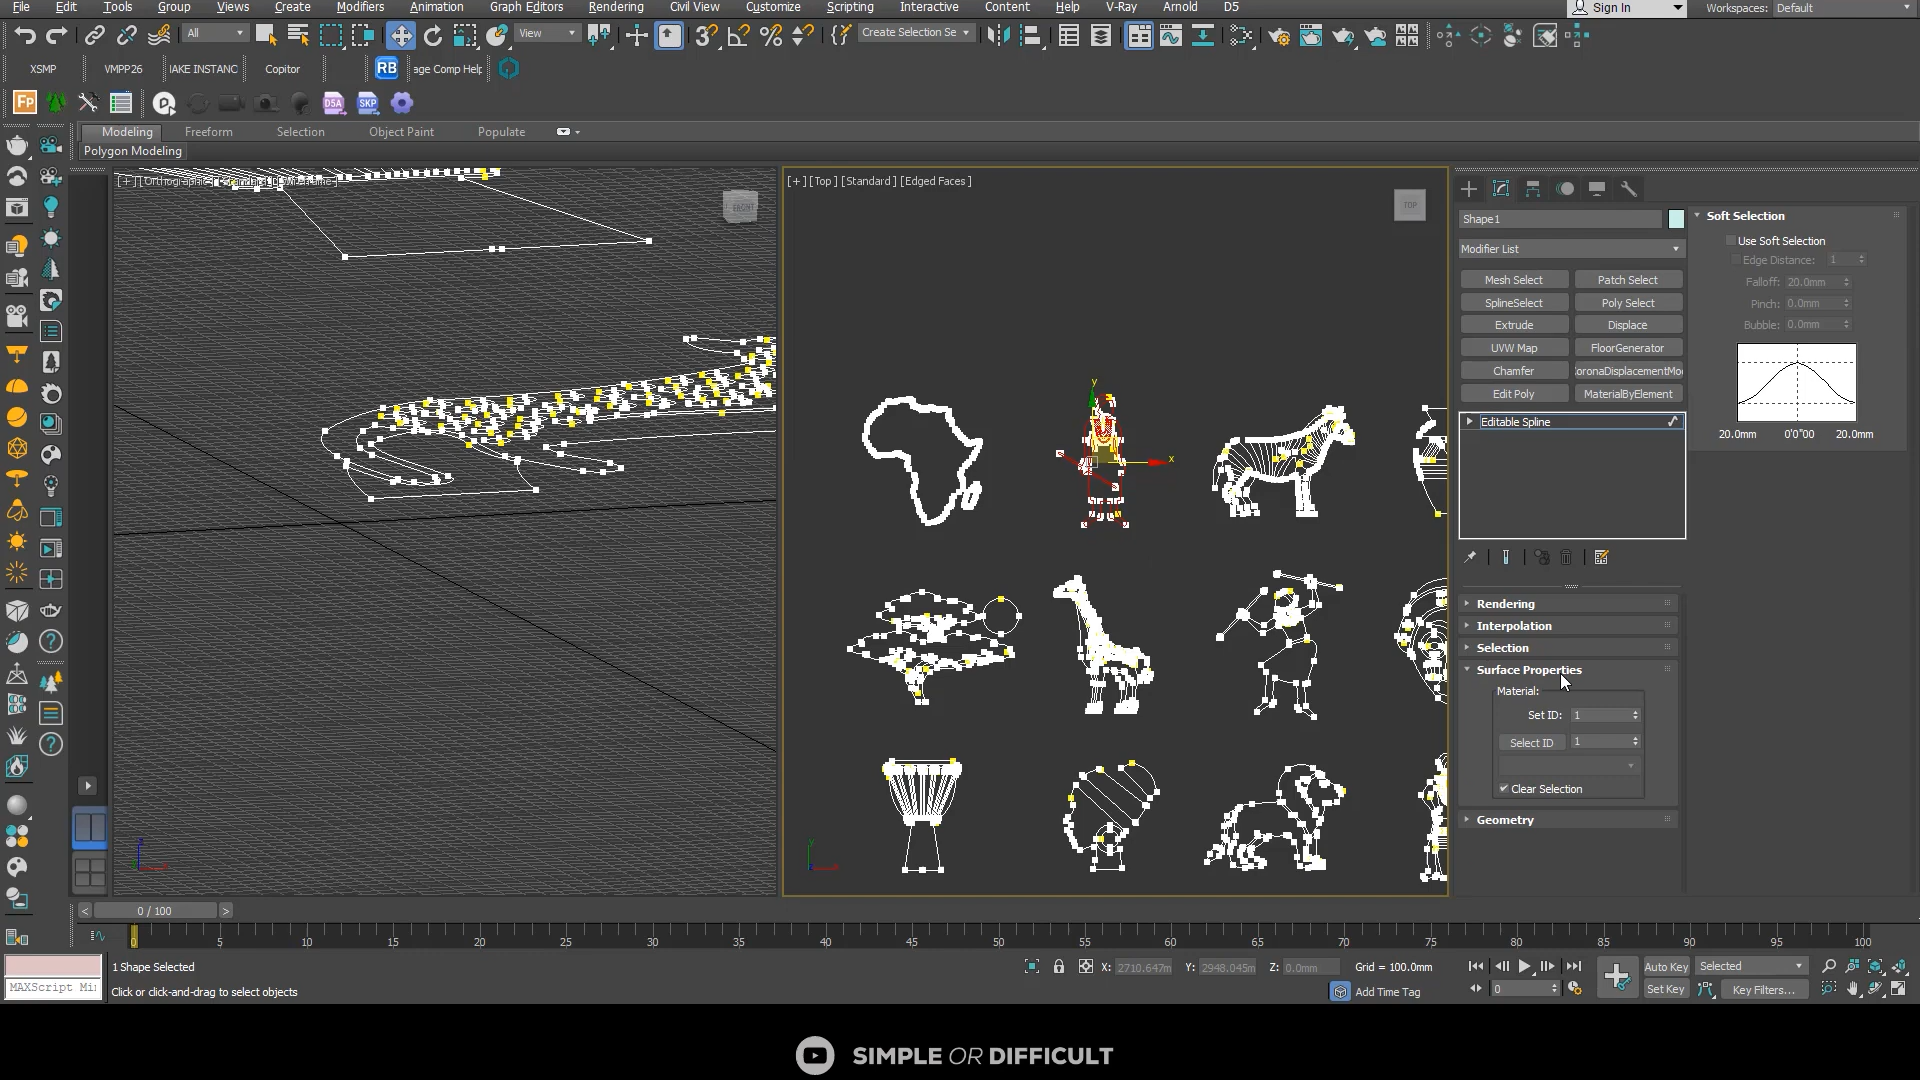 File Edit Tools Group Views Create Modifiers Animation Graph Editors Rendering Civil View Customize Scripting Interactive Content Help V-Ray Arnold D5 Sign In Workspaces: Default
All View Create Selection Se
XSMP VMPP26 IAKE INSTANC Copitor RB age Comp Help
Fp D5A SKP
Modeling Freeform Selection Object Paint Populate
Polygon Modeling
FRONT
[+] [Top] [Standard] [Edged Faces]
TOP
y
x
Shape1
Modifier List
Mesh Select Patch Select
SplineSelect Poly Select
Extrude Displace
UVW Map FloorGenerator
Chamfer CoronaDisplacementMod
Edit Poly MaterialByElement
Editable Spline
Rendering
Interpolation
Selection
Surface Properties
Material:
Set ID: 1
Select ID 1
Clear Selection
Geometry
Soft Selection
Use Soft Selection
Edge Distance: 1
Falloff: 20.0mm
Pinch: 0.0mm
Bubble: 0.0mm
20.0mm 0'0"00 20.0mm
< 0 / 100 >
0 5 10 15 20 25 30 35 40 45 50 55 60 65 70 75 80 85 90 95 100
1 Shape Selected X: 2710.647m Y: 2948.045m Z: 0.0mm Grid = 100.0mm Auto Key Selected
MAXScript Mi Click or click-and-drag to select objects Add Time Tag 0 Set Key Key Filters...
SIMPLE OR DIFFICULT